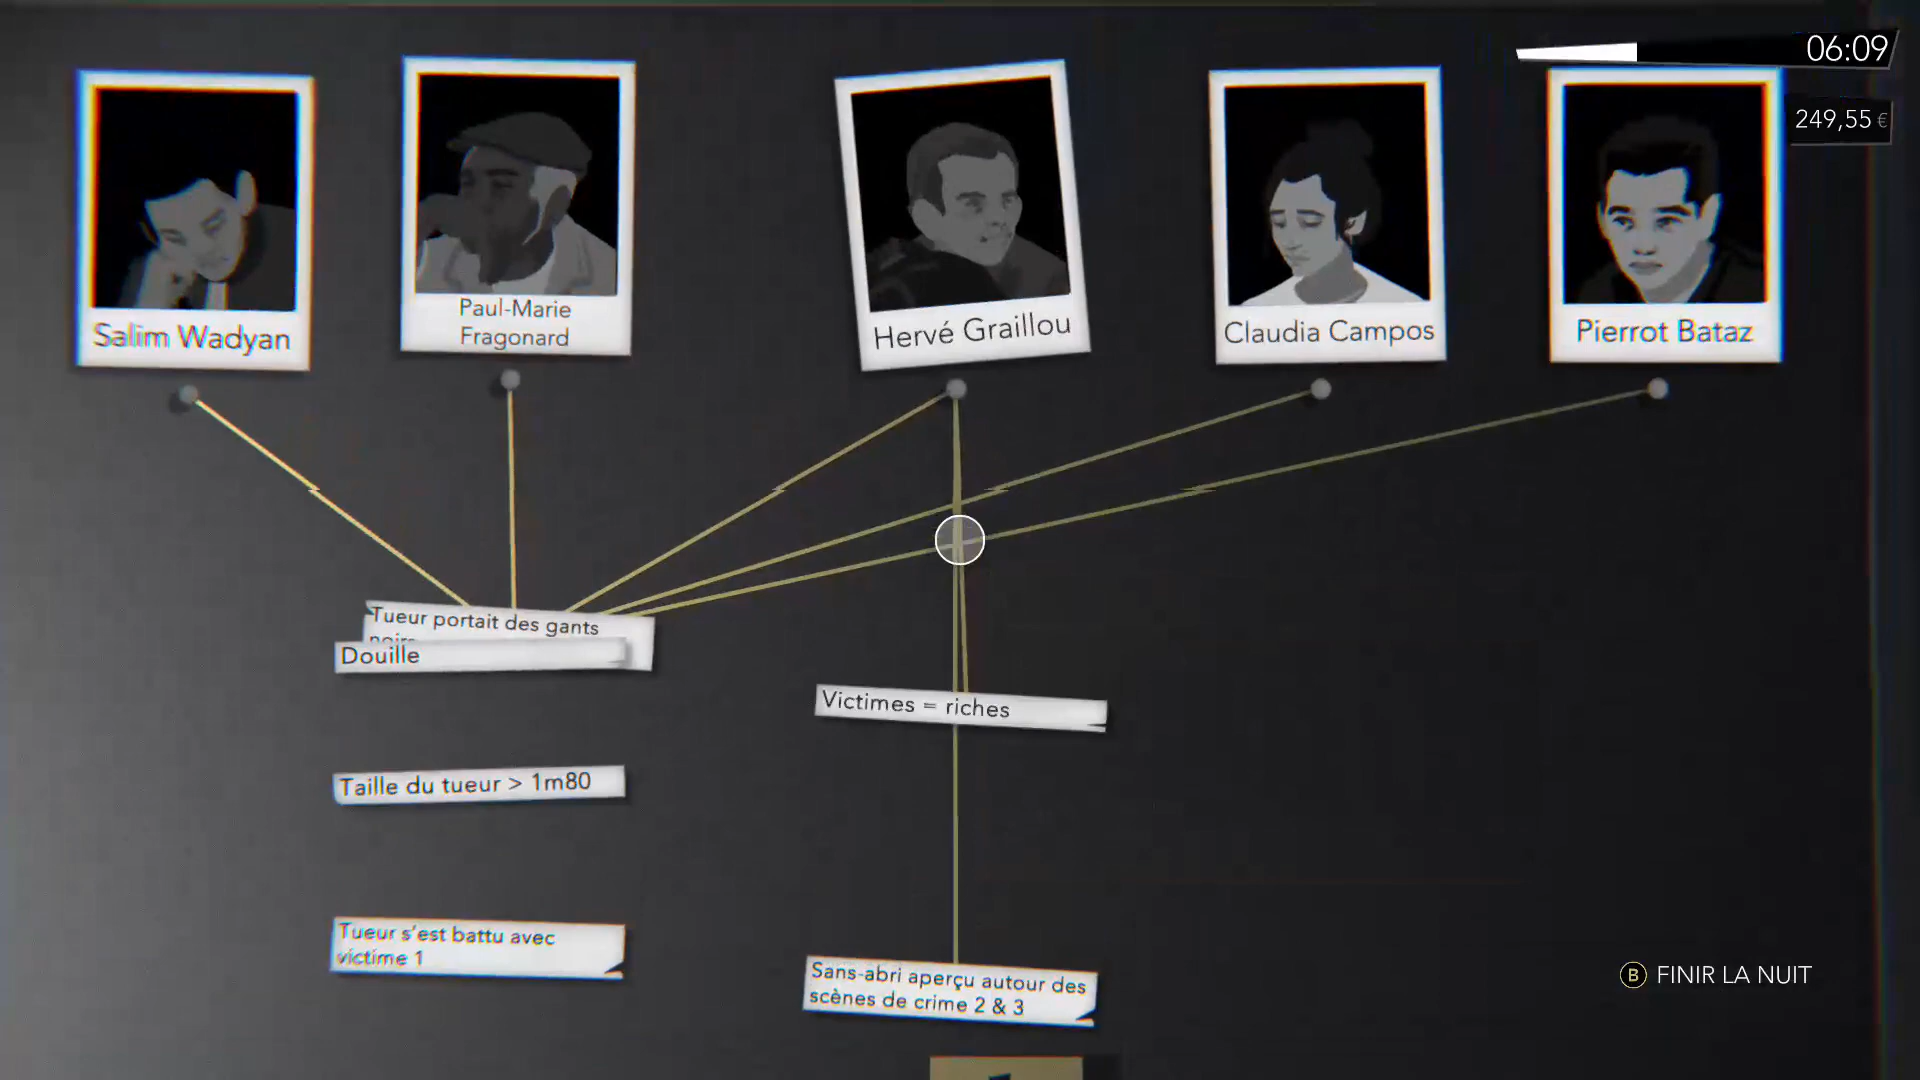 06:09
249,55 €
Salim Wadyan
Paul-Marie
Fragonard
Hervé Graillou
Claudia Campos
Pierrot Bataz
Tueur portait des gants
noirs
Douille
Victimes = riches
Taille du tueur > 1m80
Tueur s'est battu avec
victime 1
Sans-abri aperçu autour des
scènes de crime 2 & 3
B FINIR LA NUIT